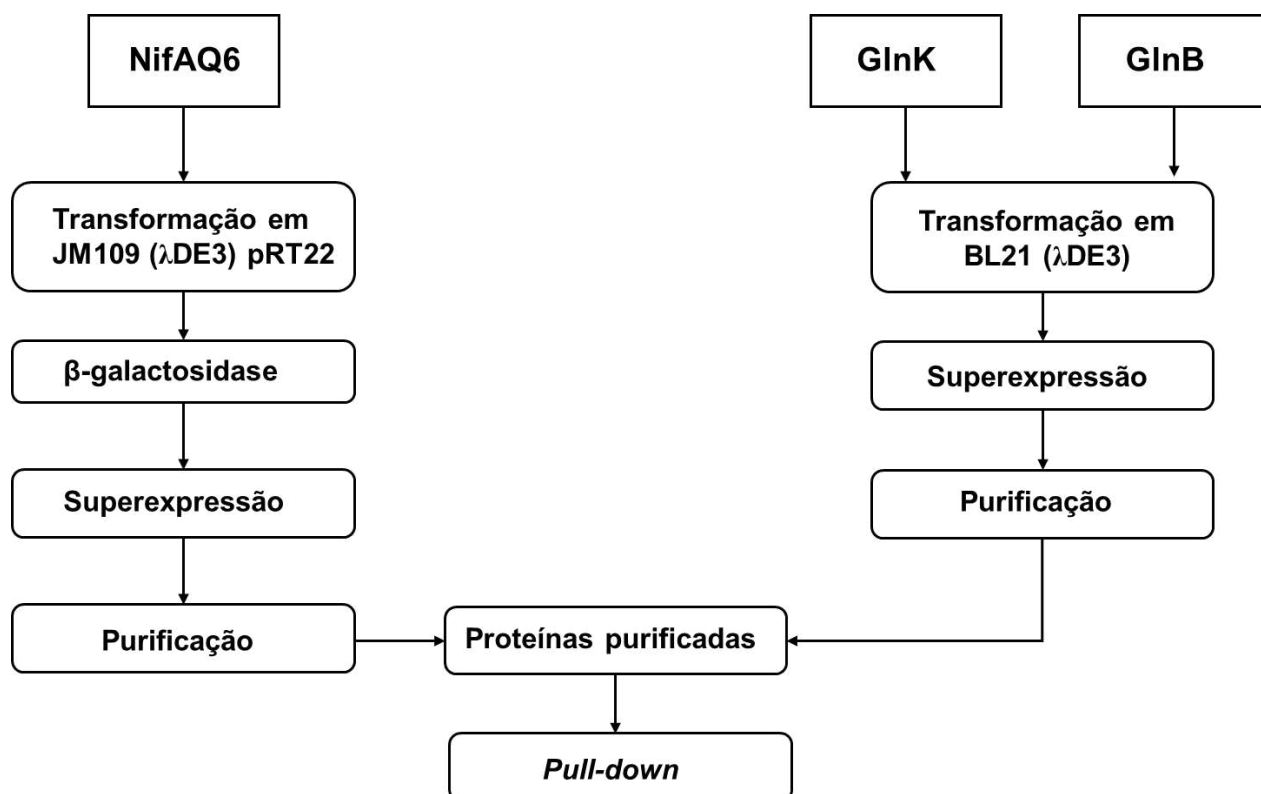 NifAQ6
GlnK
GlnB
Transformação em
JM109 (λDE3) pRT22
Transformação em
BL21 (λDE3)
β-galactosidase
Superexpressão
Superexpressão
Purificação
Purificação
Proteínas purificadas
Pull-down